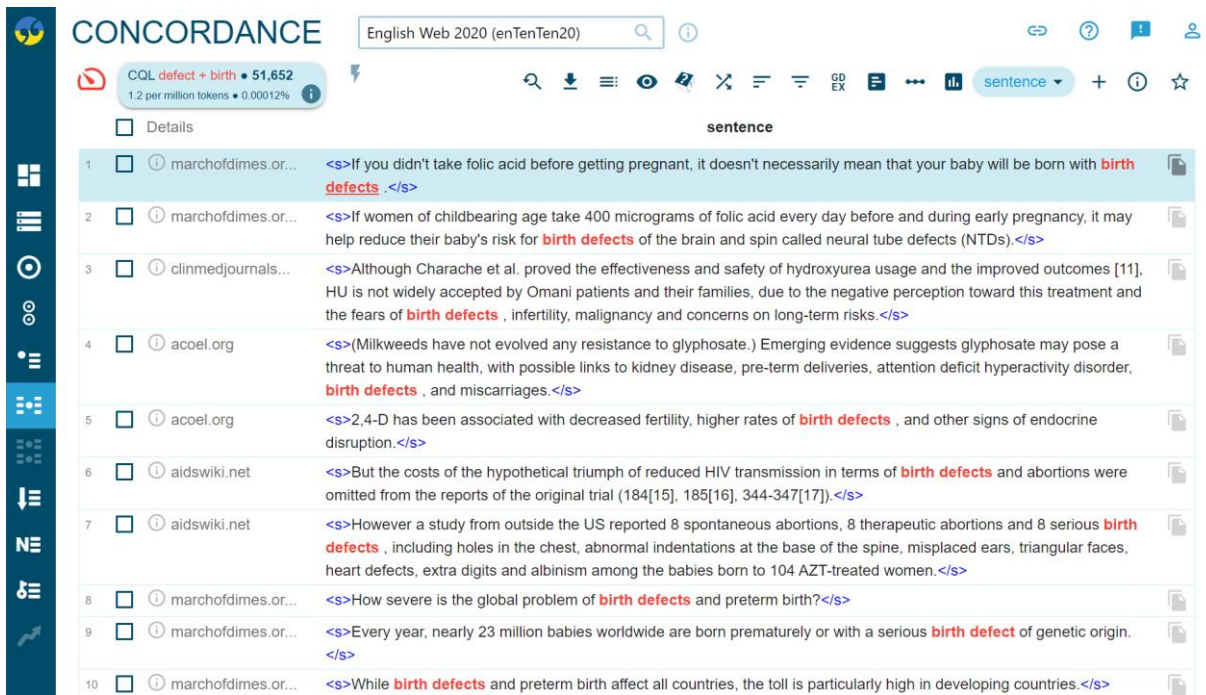 CONCORDANCE
English Web 2020 (enTenTen20)
CQL defect + birth • 51,652
1.2 per million tokens • 0.00012%
GD
EX
sentence
Details
sentence
1 marchofdimes.or... <s>If you didn't take folic acid before getting pregnant, it doesn't necessarily mean that your baby will be born with birth
defects .</s>
2 marchofdimes.or... <s>If women of childbearing age take 400 micrograms of folic acid every day before and during early pregnancy, it may
help reduce their baby's risk for birth defects of the brain and spin called neural tube defects (NTDs).</s>
3 clinmedjournals... <s>Although Charache et al. proved the effectiveness and safety of hydroxyurea usage and the improved outcomes [11],
HU is not widely accepted by Omani patients and their families, due to the negative perception toward this treatment and
the fears of birth defects , infertility, malignancy and concerns on long-term risks.</s>
4 acoel.org <s>(Milkweeds have not evolved any resistance to glyphosate.) Emerging evidence suggests glyphosate may pose a
threat to human health, with possible links to kidney disease, pre-term deliveries, attention deficit hyperactivity disorder,
birth defects , and miscarriages.</s>
5 acoel.org <s>2,4-D has been associated with decreased fertility, higher rates of birth defects , and other signs of endocrine
disruption.</s>
6 aidswiki.net <s>But the costs of the hypothetical triumph of reduced HIV transmission in terms of birth defects and abortions were
omitted from the reports of the original trial (184[15], 185[16], 344-347[17]).</s>
7 aidswiki.net <s>However a study from outside the US reported 8 spontaneous abortions, 8 therapeutic abortions and 8 serious birth
defects , including holes in the chest, abnormal indentations at the base of the spine, misplaced ears, triangular faces,
heart defects, extra digits and albinism among the babies born to 104 AZT-treated women.</s>
8 marchofdimes.or... <s>How severe is the global problem of birth defects and preterm birth?</s>
9 marchofdimes.or... <s>Every year, nearly 23 million babies worldwide are born prematurely or with a serious birth defect of genetic origin.
</s>
10 marchofdimes.or... <s>While birth defects and preterm birth affect all countries, the toll is particularly high in developing countries.</s>
N